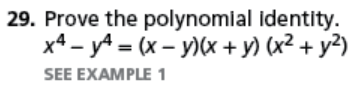 29. Prove the polynomial identity.
x⁴ – y⁴ = (x – y)(x + y) (x² + y²)
SEE EXAMPLE 1